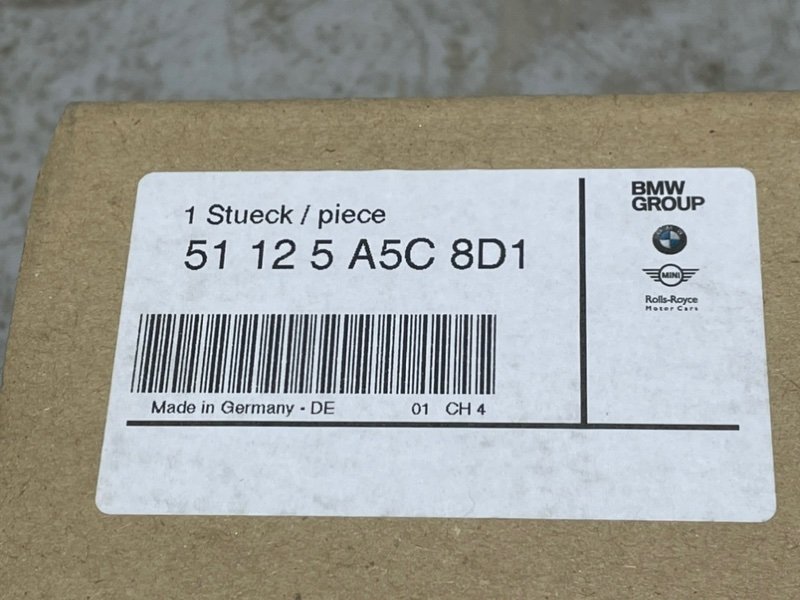 1 Stueck / piece
51 12 5 A5C 8D1
Made in Germany - DE 01 CH 4
BMW
GROUP
MINI
Rolls-Royce
Motor Cars